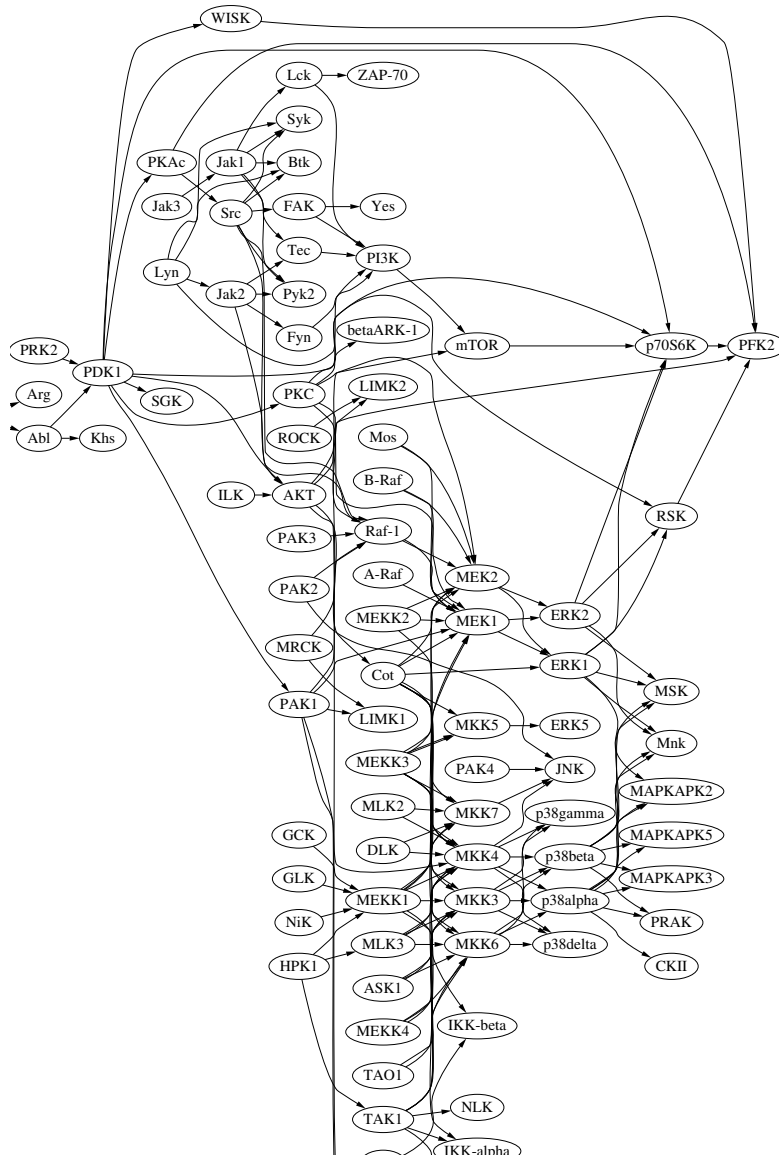 WISK
Lck
ZAP-70
Syk
PKAc
Jak1
Btk
Jak3
Src
FAK
Yes
Tec
PI3K
Lyn
Jak2
Pyk2
Fyn
betaARK-1
PRK2
mTOR
p70S6K
PFK2
PDK1
LIMK2
Arg
SGK
PKC
Abl
Khs
ROCK
Mos
B-Raf
ILK
AKT
RSK
PAK3
Raf-1
A-Raf
MEK2
PAK2
MEKK2
MEK1
ERK2
MRCK
Cot
ERK1
MSK
PAK1
LIMK1
MKK5
ERK5
Mnk
MEKK3
PAK4
JNK
MAPKAPK2
MLK2
MKK7
p38gamma
GCK
DLK
MKK4
p38beta
MAPKAPK5
GLK
MEKK1
MKK3
p38alpha
MAPKAPK3
NiK
PRAK
MLK3
MKK6
p38delta
HPK1
CKII
ASK1
MEKK4
IKK-beta
TAO1
TAK1
NLK
IKK-alpha